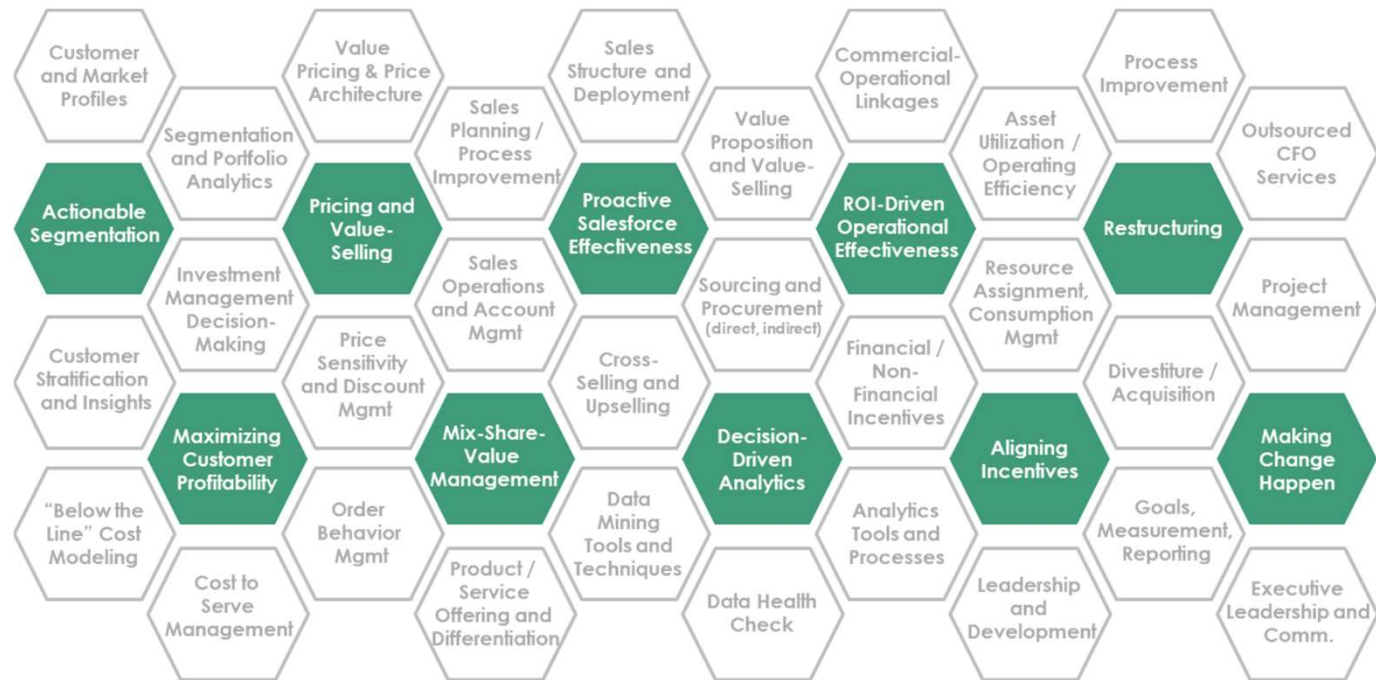 Customer
and Market
Profiles
Value
Pricing & Price
Architecture
Sales
Structure and
Deployment
Commercial-
Operational
Linkages
Process
Improvement
Segmentation
and Portfolio
Analytics
Sales
Planning /
Process
Improvement
Value
Proposition
and Value-
Selling
Asset
Utilization /
Operating
Efficiency
Outsourced
CFO
Services
Actionable
Segmentation
Pricing and
Value-
Selling
Proactive
Salesforce
Effectiveness
ROI-Driven
Operational
Effectiveness
Restructuring
Investment
Management
Decision-
Making
Sales
Operations
and Account
Mgmt
Sourcing and
Procurement
(direct, indirect)
Resource
Assignment,
Consumption
Mgmt
Project
Management
Customer
Stratification
and Insights
Price
Sensitivity
and Discount
Mgmt
Cross-
Selling and
Upselling
Financial /
Non-
Financial
Incentives
Divestiture /
Acquisition
Maximizing
Customer
Profitability
Mix-Share-
Value
Management
Decision-
Driven
Analytics
Aligning
Incentives
Making
Change
Happen
“Below the
Line” Cost
Modeling
Order
Behavior
Mgmt
Data
Mining
Tools and
Techniques
Analytics
Tools and
Processes
Goals,
Measurement,
Reporting
Cost to
Serve
Management
Product /
Service
Offering and
Differentiation
Data Health
Check
Leadership
and
Development
Executive
Leadership and
Comm.